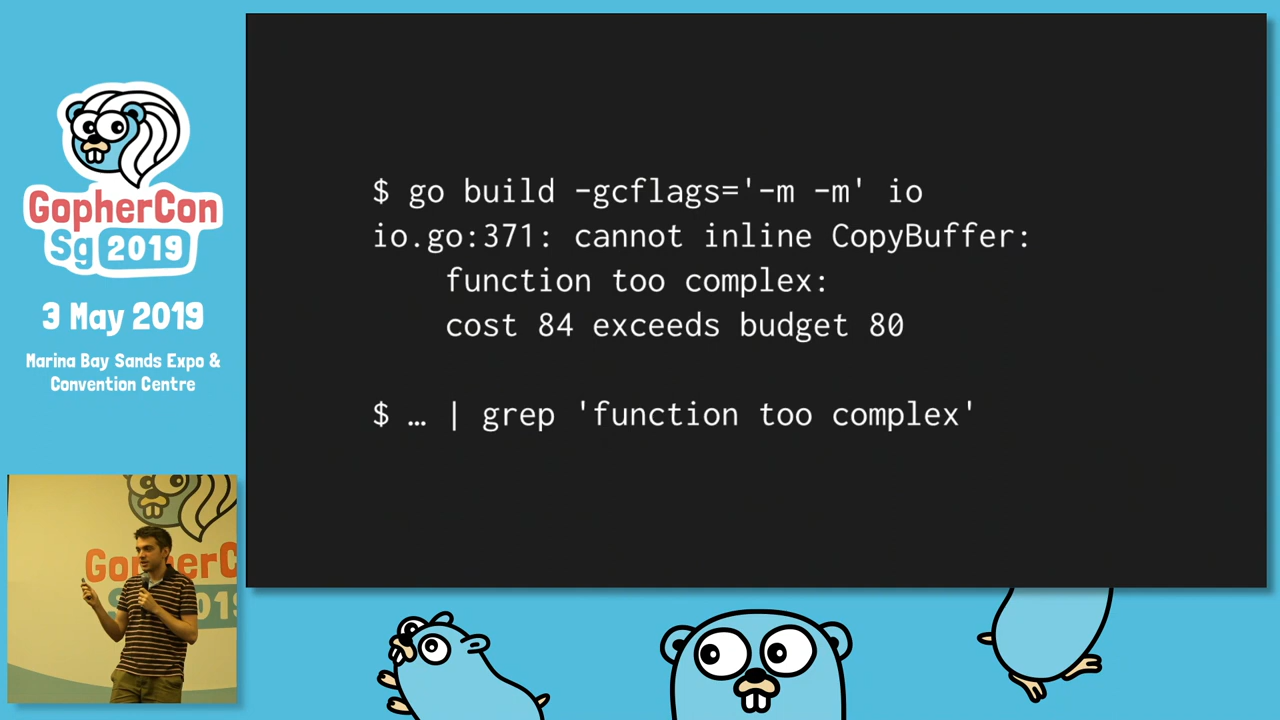 GopherCon
Sg 2019
3 May 2019
Marina Bay Sands Expo &
Convention Centre
$ go build -gcflags='-m -m' io
io.go:371: cannot inline CopyBuffer:
function too complex:
cost 84 exceeds budget 80
$ … | grep 'function too complex'